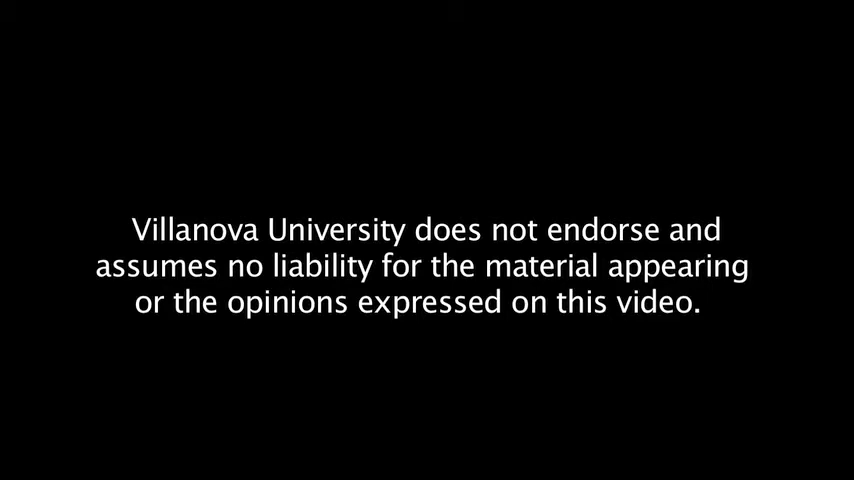 Villanova University does not endorse and
assumes no liability for the material appearing
or the opinions expressed on this video.